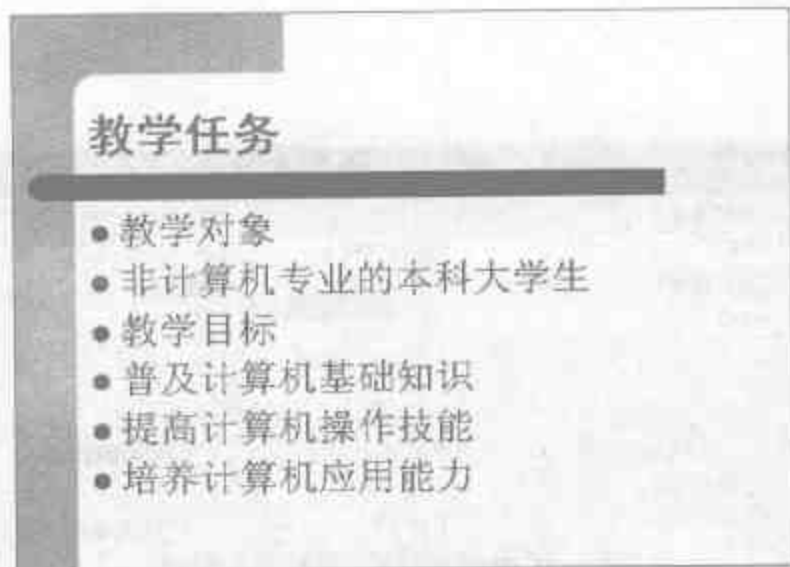 教学任务
● 教学对象
● 非计算机专业的本科大学生
● 教学目标
● 普及计算机基础知识
● 提高计算机操作技能
● 培养计算机应用能力